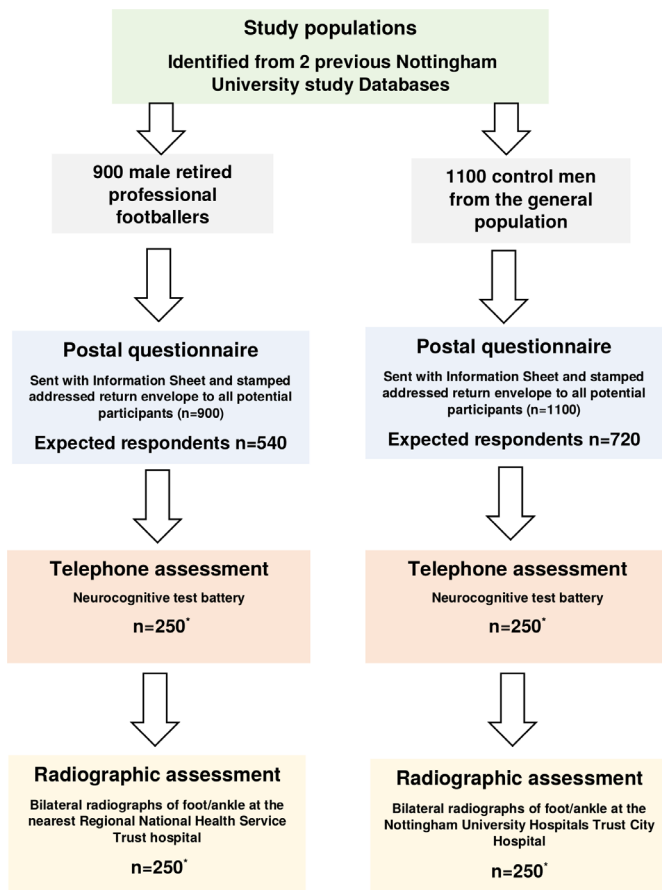 Study populations
Identified from 2 previous Nottingham
University study Databases
900 male retired
professional
footballers
1100 control men
from the general
population
Postal questionnaire
Sent with Information Sheet and stamped
addressed return envelope to all potential
participants (n=900)
Expected respondents n=540
Postal questionnaire
Sent with Information Sheet and stamped
addressed return envelope to all potential
participants (n=1100)
Expected respondents n=720
Telephone assessment
Neurocognitive test battery
n=250*
Telephone assessment
Neurocognitive test battery
n=250*
Radiographic assessment
Bilateral radiographs of foot/ankle at the
nearest Regional National Health Service
Trust hospital
n=250*
Radiographic assessment
Bilateral radiographs of foot/ankle at the
Nottingham University Hospitals Trust City
Hospital
n=250*